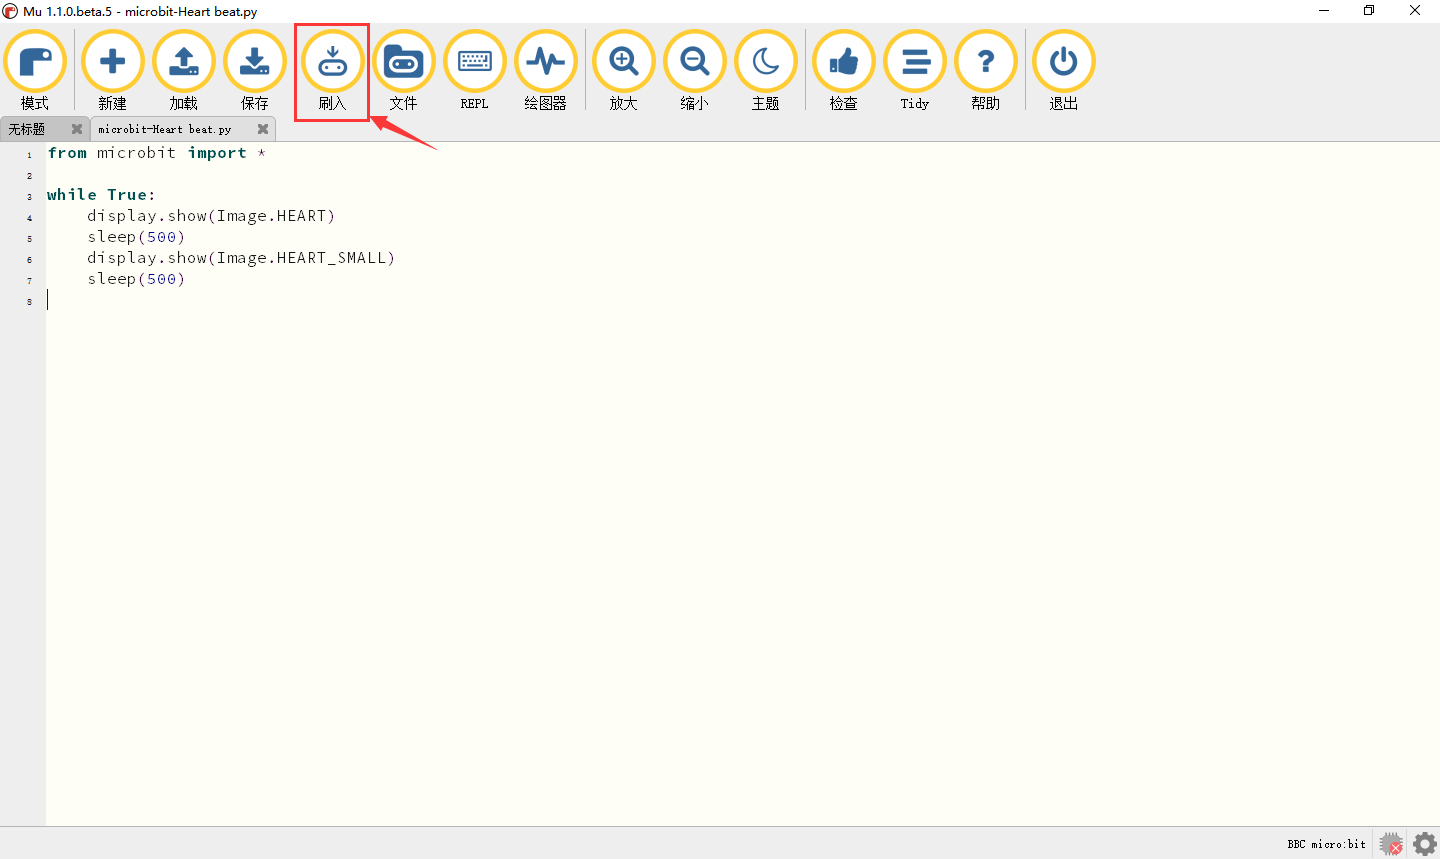 Mu 1.1.0.beta.5 - microbit-Heart beat.py
模式 新建 加载 保存 刷入 文件 REPL 绘图器 放大 缩小 主题 检查 Tidy 帮助 退出
无标题 microbit-Heart beat.py
1 from microbit import *
2
3 while True:
4     display.show(Image.HEART)
5     sleep(500)
6     display.show(Image.HEART_SMALL)
7     sleep(500)
8
BBC micro:bit